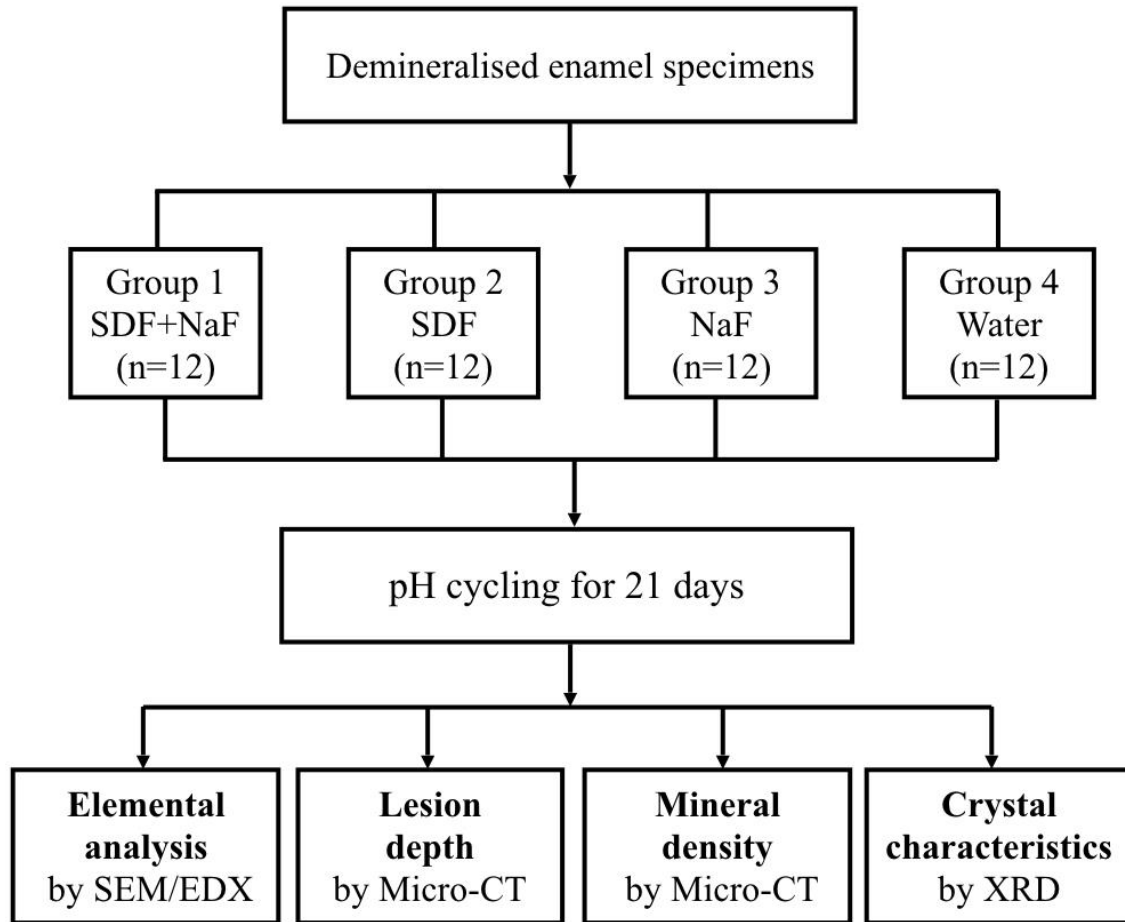 Demineralised enamel specimens
Group 1
SDF+NaF
(n=12)
Group 2
SDF
(n=12)
Group 3
NaF
(n=12)
Group 4
Water
(n=12)
pH cycling for 21 days
Elemental
analysis
by SEM/EDX
Lesion
depth
by Micro-CT
Mineral
density
by Micro-CT
Crystal
characteristics
by XRD